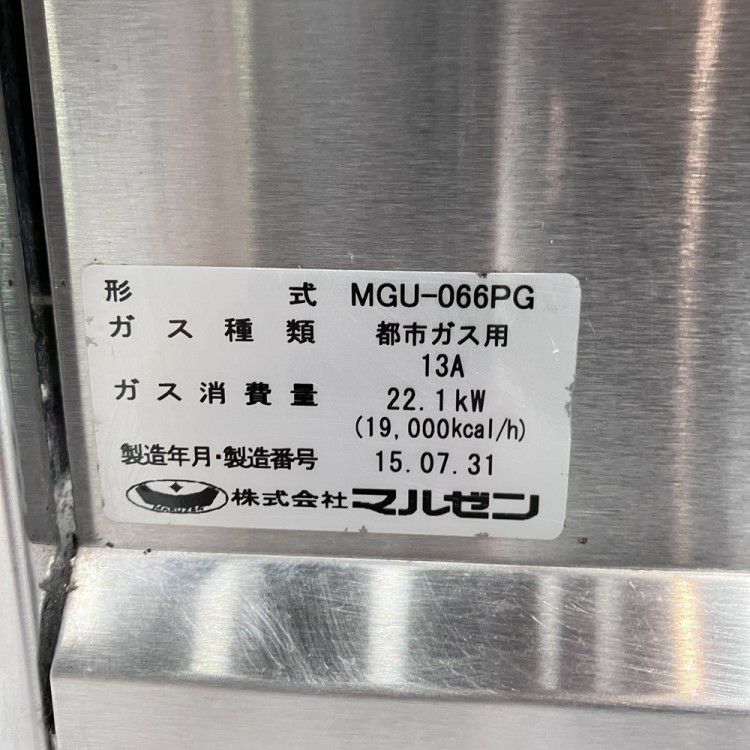 形式 MGU-066PG
ガス種類 都市ガス用
13A
ガス消費量 22.1kW
(19,000kcal/h)
製造年月・製造番号 15.07.31
MARUZEN 株式会社マルゼン